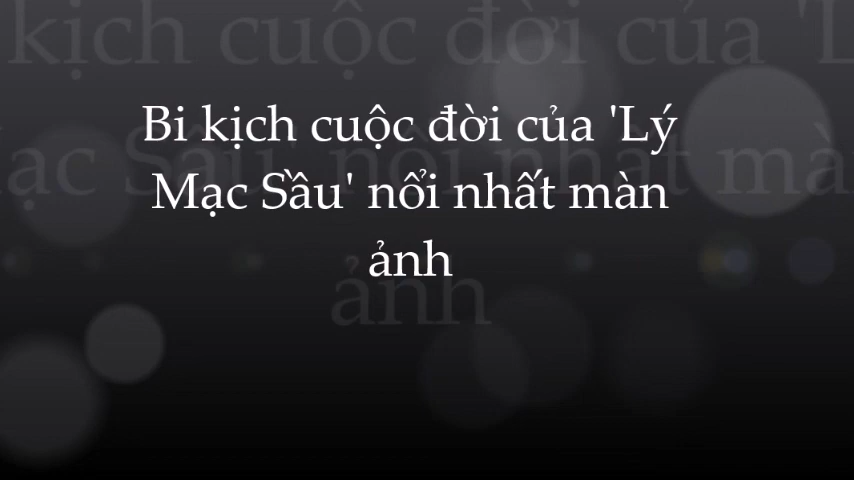 Bi kịch cuộc đời của 'Lý
Mạc Sầu' nổi nhất màn
ảnh